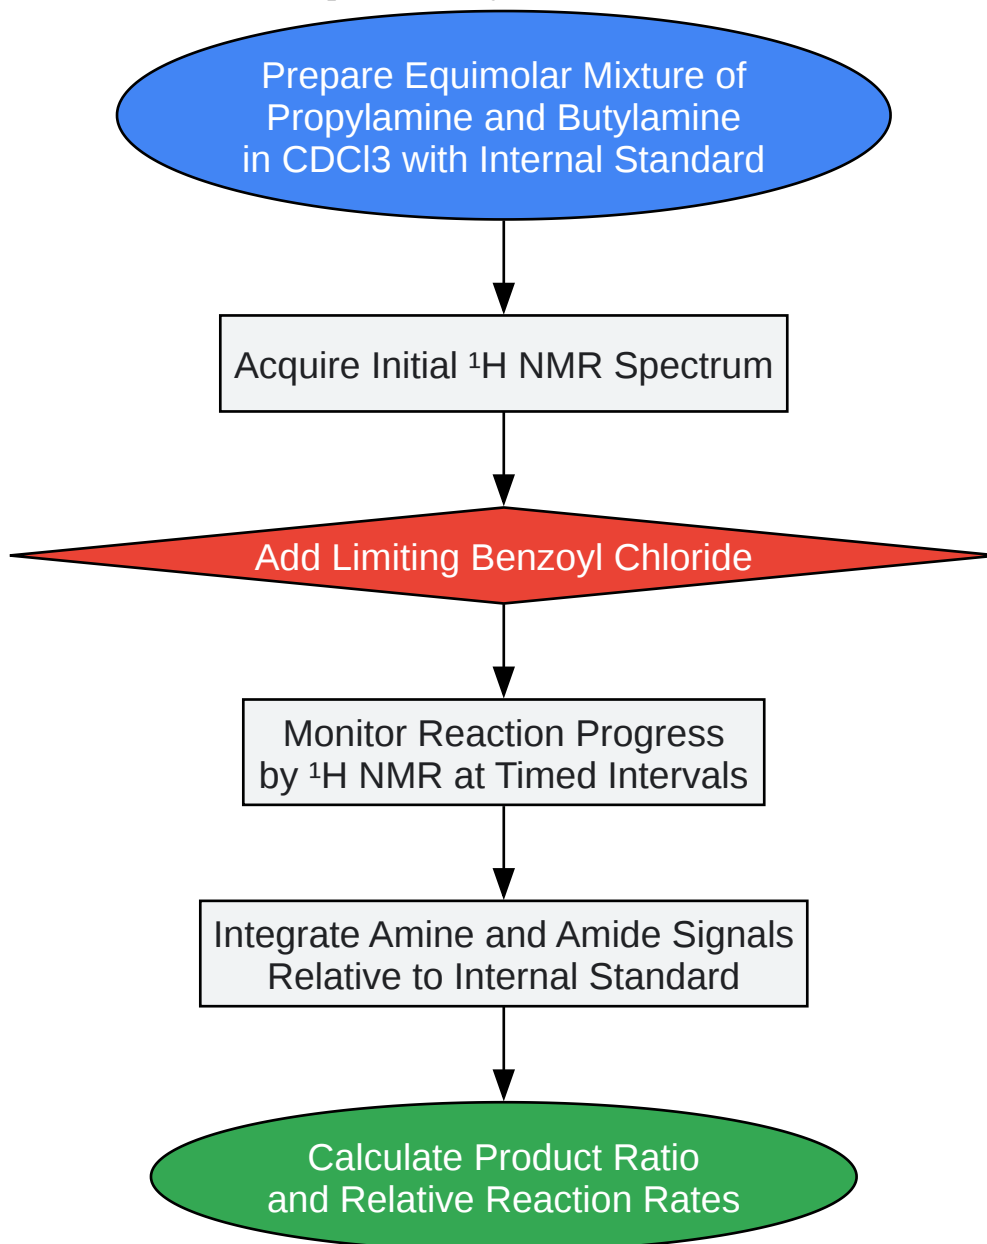 Prepare Equimolar Mixture of
Propylamine and Butylamine
in CDCl3 with Internal Standard
Acquire Initial ¹H NMR Spectrum
Add Limiting Benzoyl Chloride
Monitor Reaction Progress
by ¹H NMR at Timed Intervals
Integrate Amine and Amide Signals
Relative to Internal Standard
Calculate Product Ratio
and Relative Reaction Rates